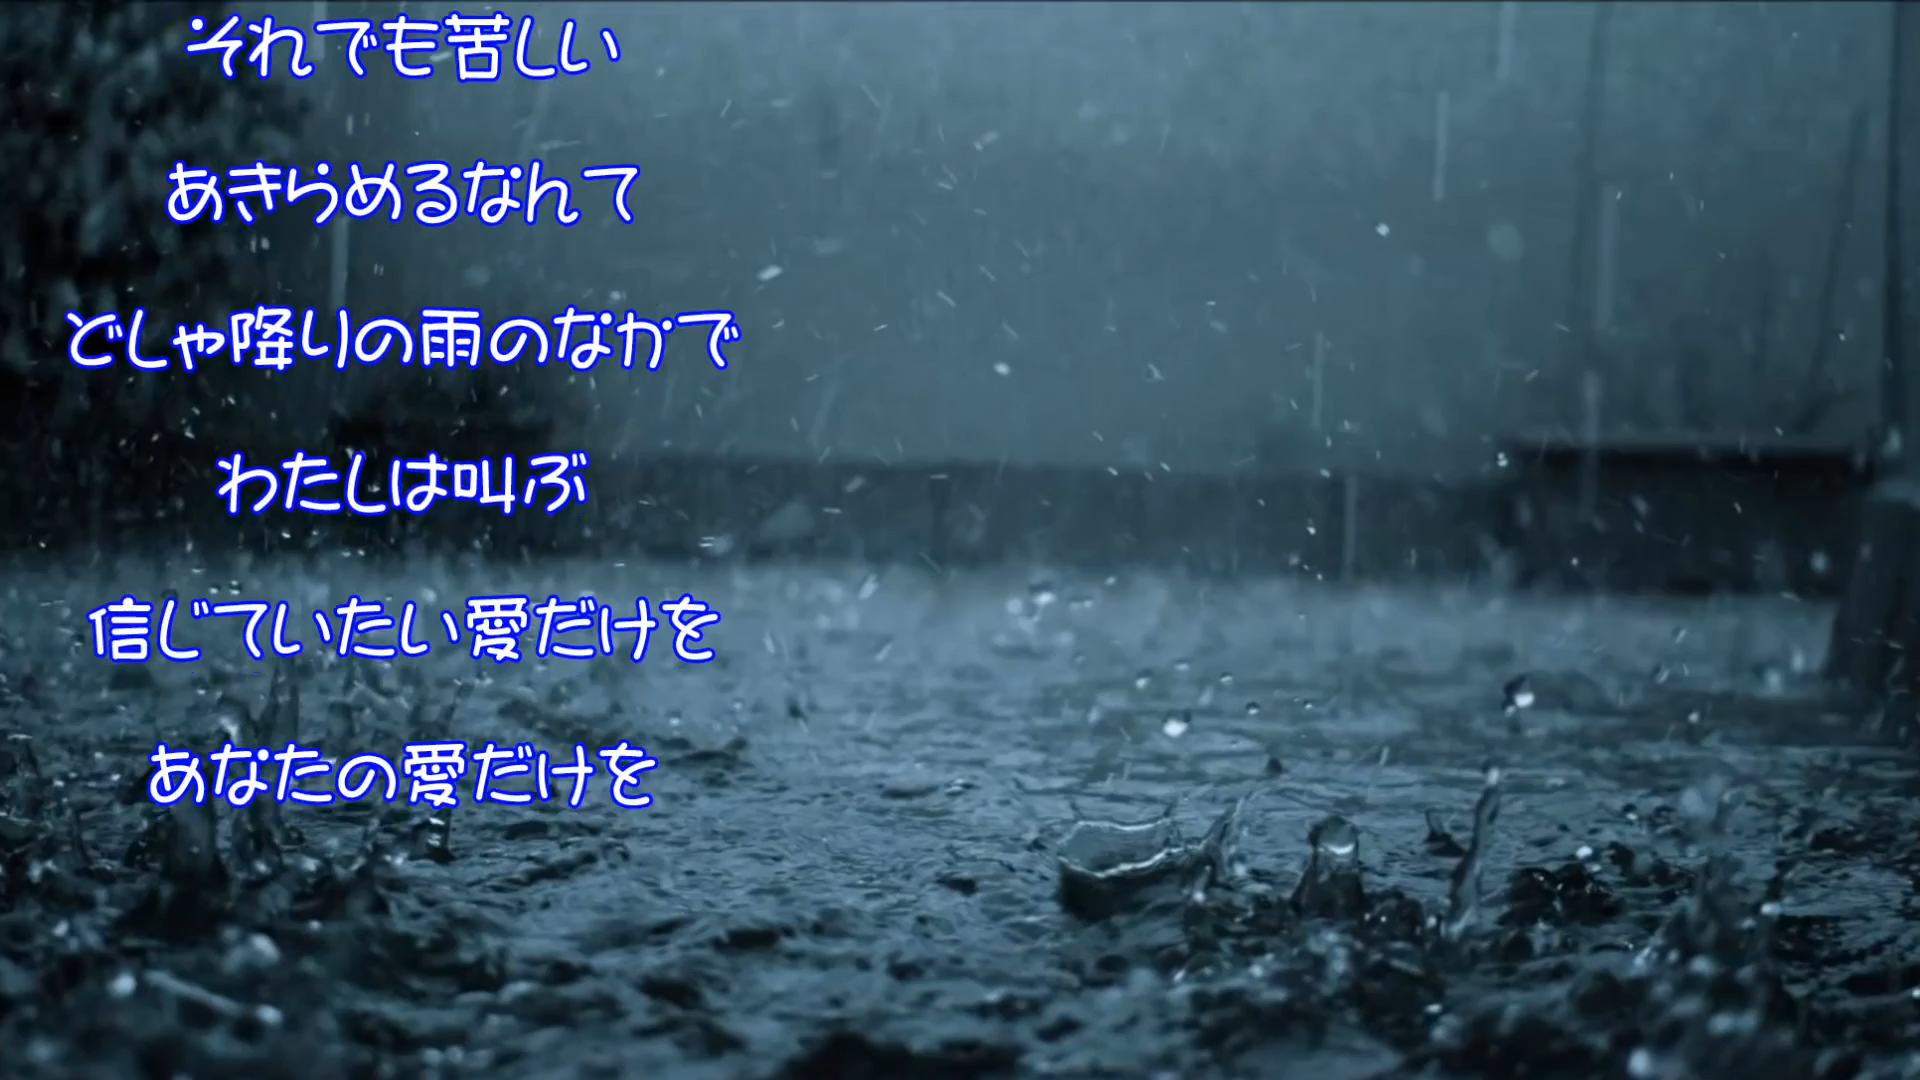 それでも苦しい
あきらめるなんて
どしゃ降りの雨のなかで
わたしは叫ぶ
信じていたい愛だけを
あなたの愛だけを